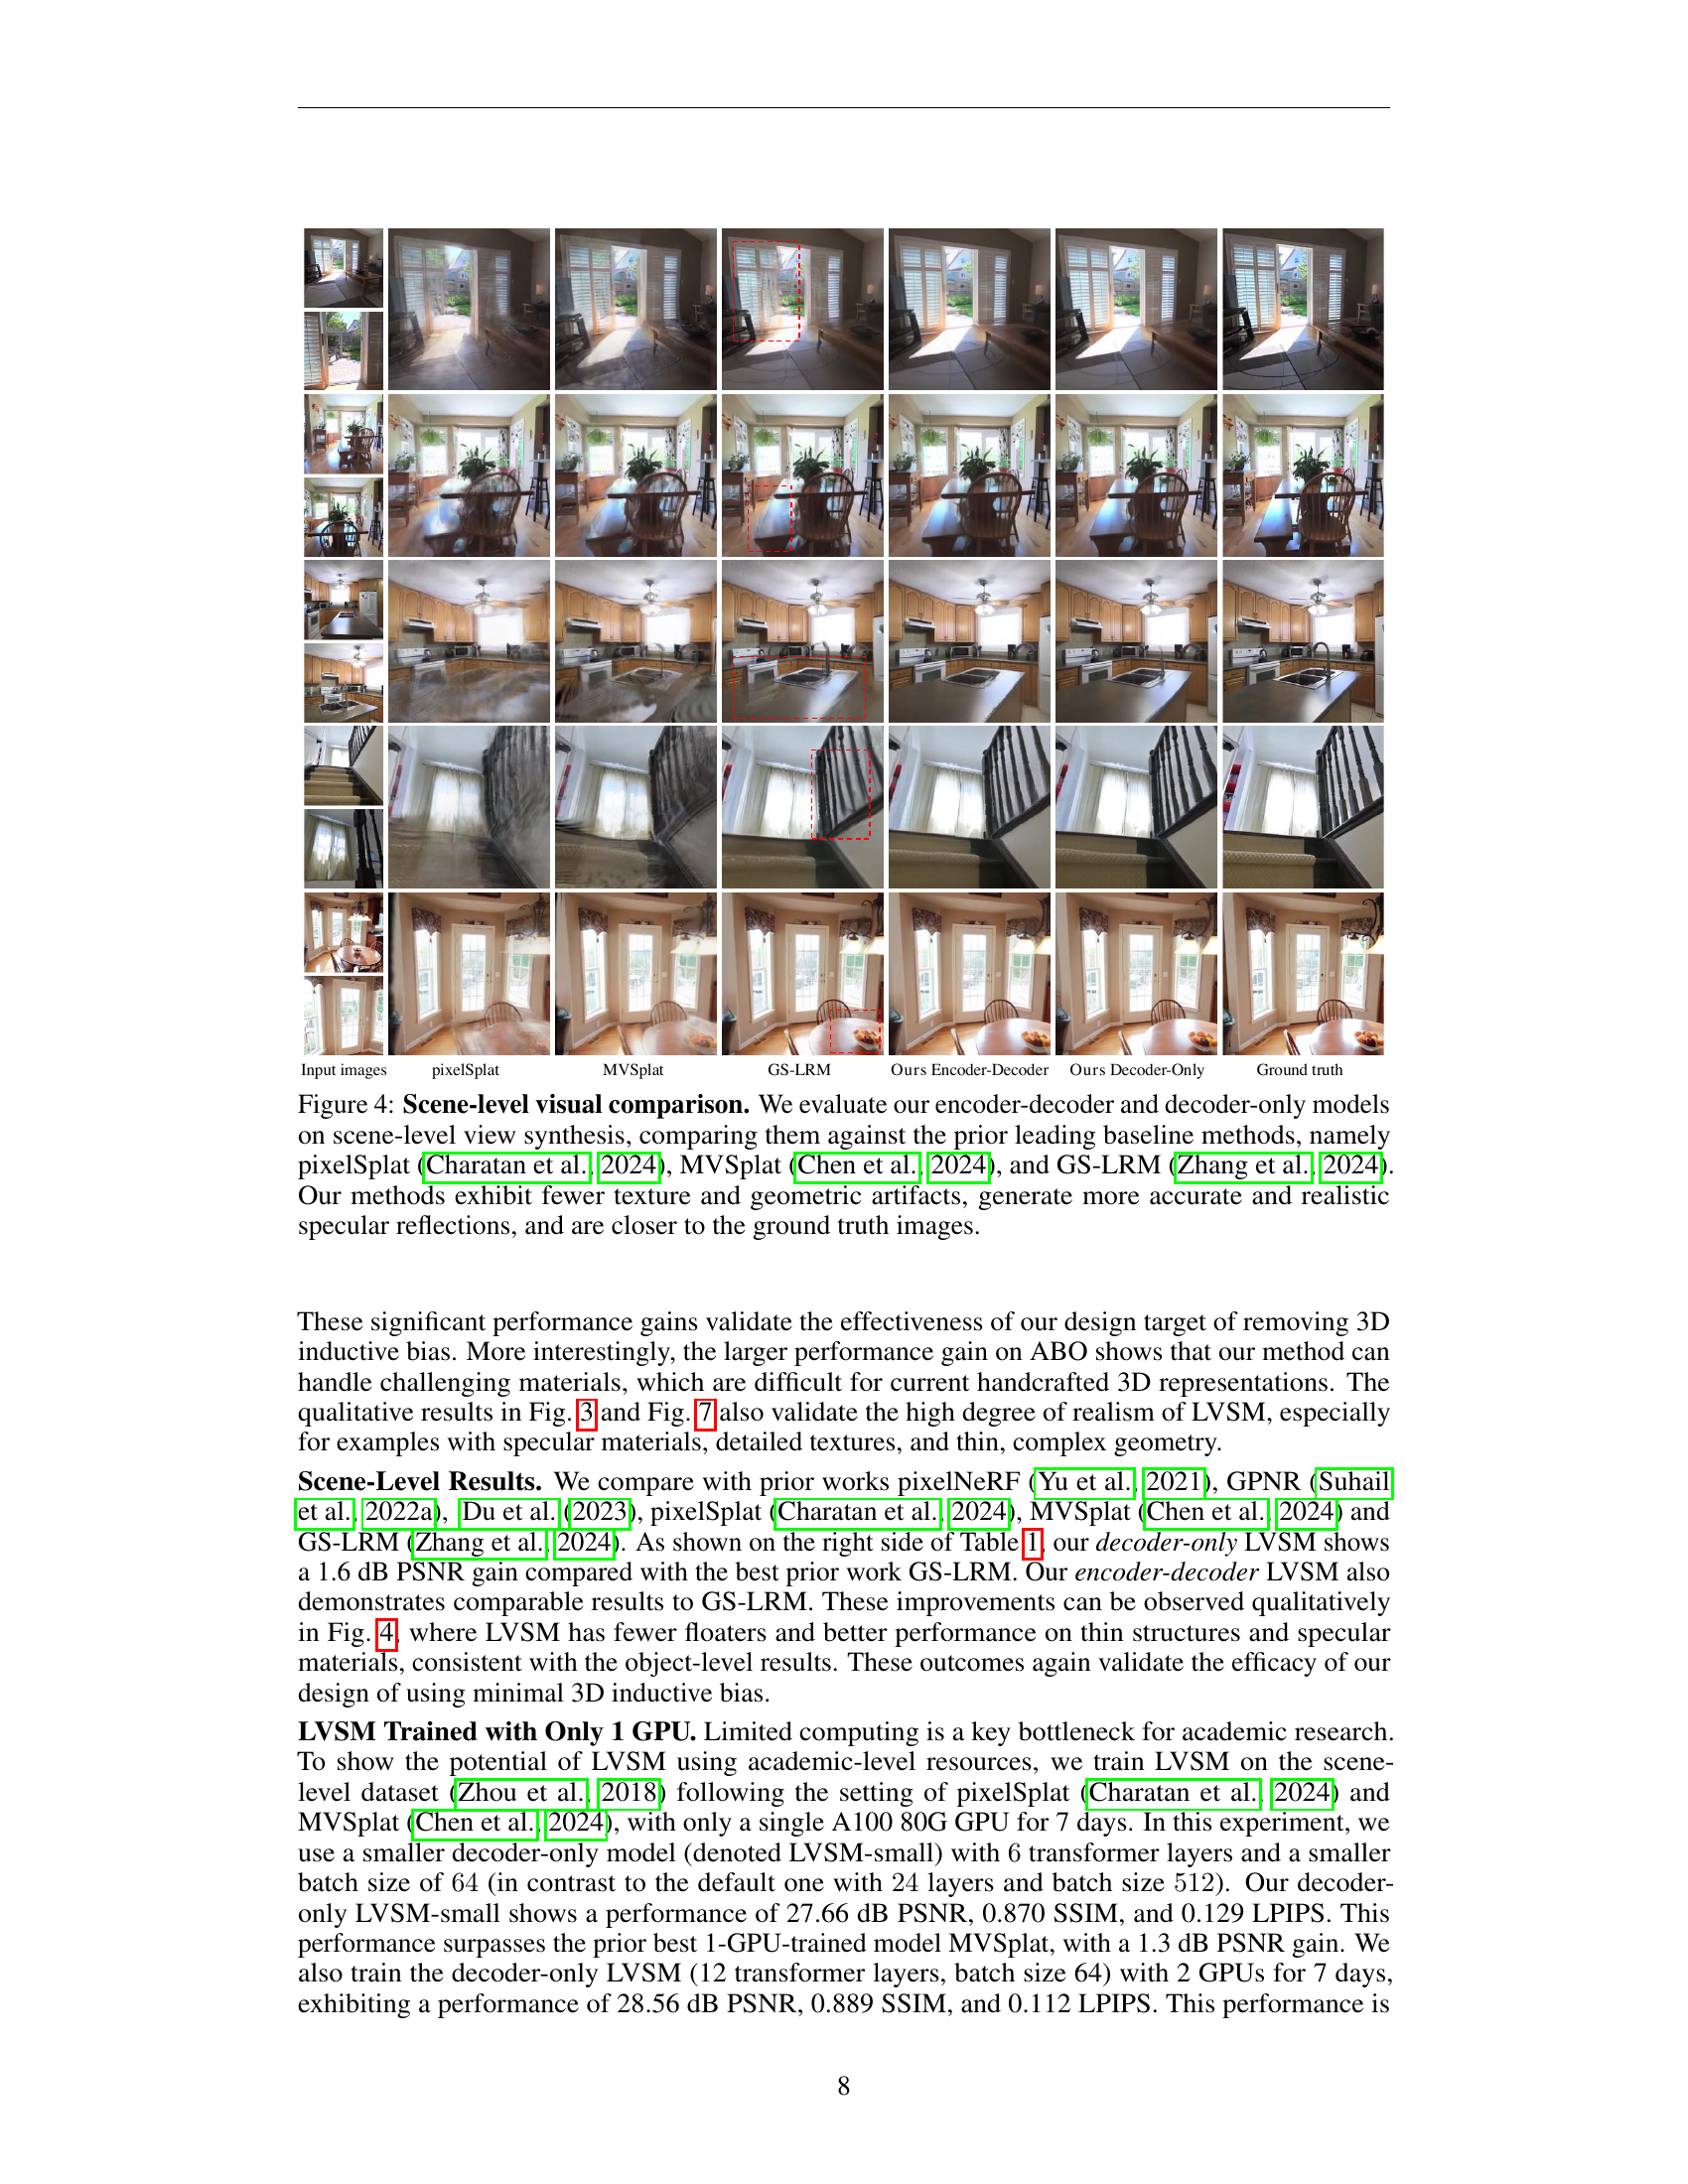 Input images pixelSplat MVSplat GS-LRM Ours Encoder-Decoder Ours Decoder-Only Ground truth
Figure 4: Scene-level visual comparison. We evaluate our encoder-decoder and decoder-only models
on scene-level view synthesis, comparing them against the prior leading baseline methods, namely
pixelSplat (Charatan et al., 2024), MVSplat (Chen et al., 2024), and GS-LRM (Zhang et al., 2024).
Our methods exhibit fewer texture and geometric artifacts, generate more accurate and realistic
specular reflections, and are closer to the ground truth images.
These significant performance gains validate the effectiveness of our design target of removing 3D
inductive bias. More interestingly, the larger performance gain on ABO shows that our method can
handle challenging materials, which are difficult for current handcrafted 3D representations. The
qualitative results in Fig. 3 and Fig. 7 also validate the high degree of realism of LVSM, especially
for examples with specular materials, detailed textures, and thin, complex geometry.
Scene-Level Results. We compare with prior works pixelNeRF (Yu et al., 2021), GPNR (Suhail
et al., 2022a), Du et al. (2023), pixelSplat (Charatan et al., 2024), MVSplat (Chen et al., 2024) and
GS-LRM (Zhang et al., 2024). As shown on the right side of Table 1, our decoder-only LVSM shows
a 1.6 dB PSNR gain compared with the best prior work GS-LRM. Our encoder-decoder LVSM also
demonstrates comparable results to GS-LRM. These improvements can be observed qualitatively
in Fig. 4, where LVSM has fewer floaters and better performance on thin structures and specular
materials, consistent with the object-level results. These outcomes again validate the efficacy of our
design of using minimal 3D inductive bias.
LVSM Trained with Only 1 GPU. Limited computing is a key bottleneck for academic research.
To show the potential of LVSM using academic-level resources, we train LVSM on the scene-
level dataset (Zhou et al., 2018) following the setting of pixelSplat (Charatan et al., 2024) and
MVSplat (Chen et al., 2024), with only a single A100 80G GPU for 7 days. In this experiment, we
use a smaller decoder-only model (denoted LVSM-small) with 6 transformer layers and a smaller
batch size of 64 (in contrast to the default one with 24 layers and batch size 512). Our decoder-
only LVSM-small shows a performance of 27.66 dB PSNR, 0.870 SSIM, and 0.129 LPIPS. This
performance surpasses the prior best 1-GPU-trained model MVSplat, with a 1.3 dB PSNR gain. We
also train the decoder-only LVSM (12 transformer layers, batch size 64) with 2 GPUs for 7 days,
exhibiting a performance of 28.56 dB PSNR, 0.889 SSIM, and 0.112 LPIPS. This performance is
8